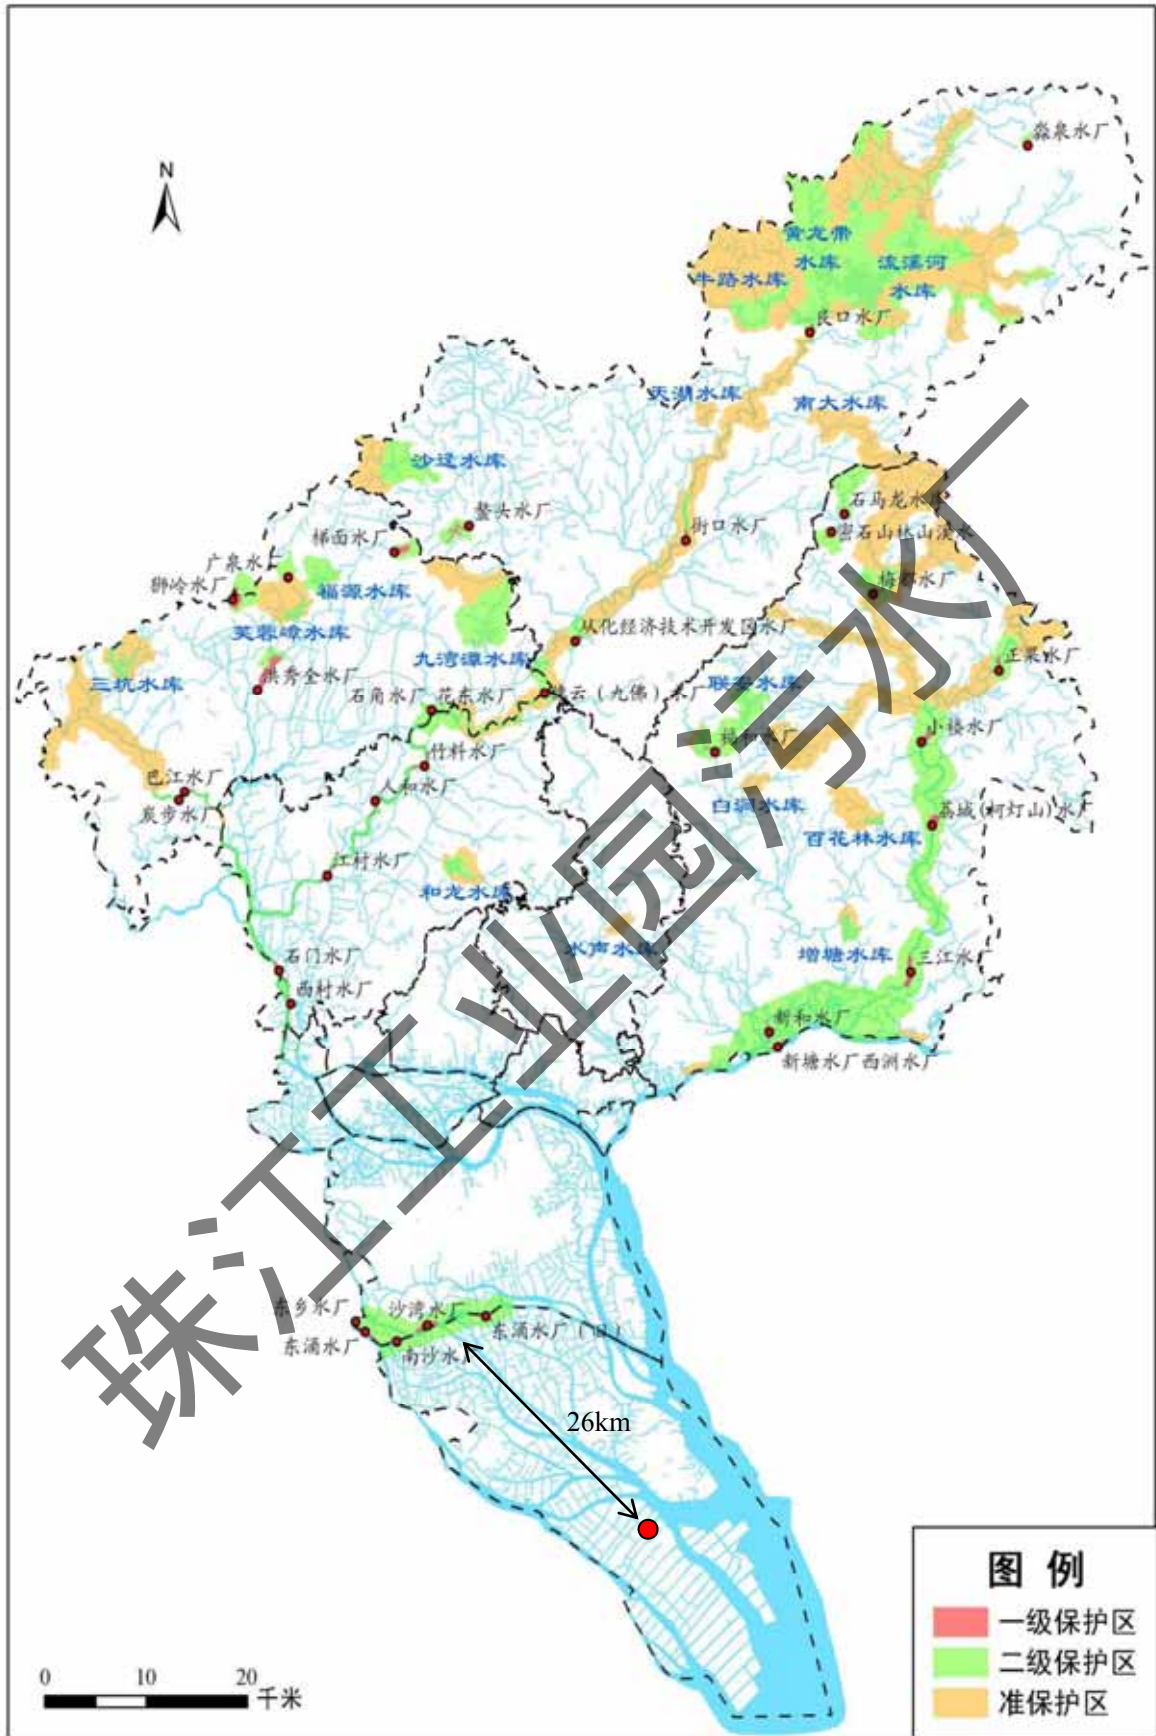 N
淼泉水厂
黄龙带
水库
流溪河
水库
牛路水库
良口水厂
天湖水库
南大水库
沙迳水库
鳌头水厂
街口水厂
石马龙水库
密石山林山溪水
梯面水厂
广泉水厂
狮岭水厂
福源水库
芙蓉嶂水库
梅都水厂
从化经济技术开发区水厂
正果水厂
九湾潭水库
三坑水库
洪秀全水厂
石角水厂
花东水厂
（九佛）水厂
联安水库
小楼水厂
竹料水厂
巴江水厂
炭步水厂
人和水厂
白洞水库
百花林水库
荔城(柯灯山)水厂
江村水厂
和龙水库
水声水库
增塘水库
三江水厂
石门水厂
西村水厂
新和水厂
新塘水厂西洲水厂
东乡水厂
沙湾水厂
东涌水厂
南沙水厂
东涌水厂（旧）
26km
珠江工业园污水厂
图 例
一级保护区
二级保护区
准保护区
0 10 20
千米